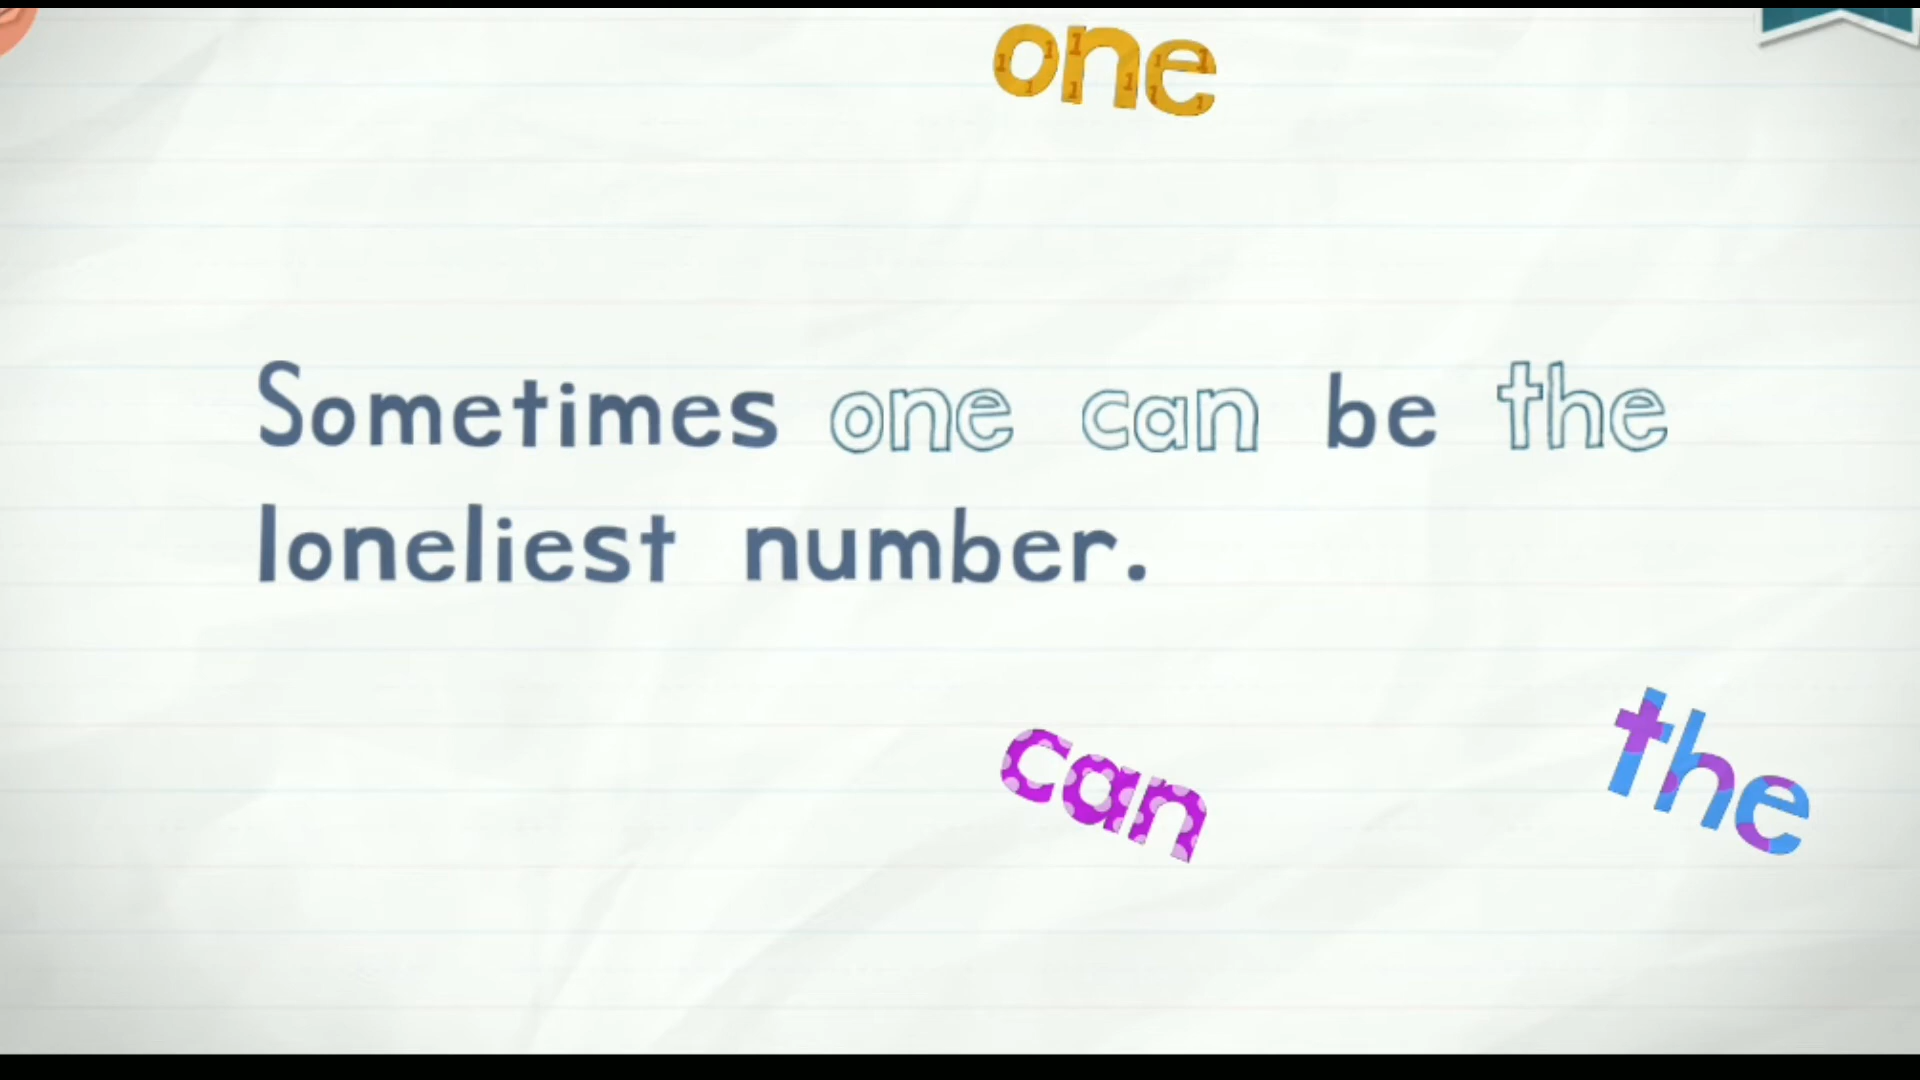 one
Sometimes one can be the
loneliest number.
can
the